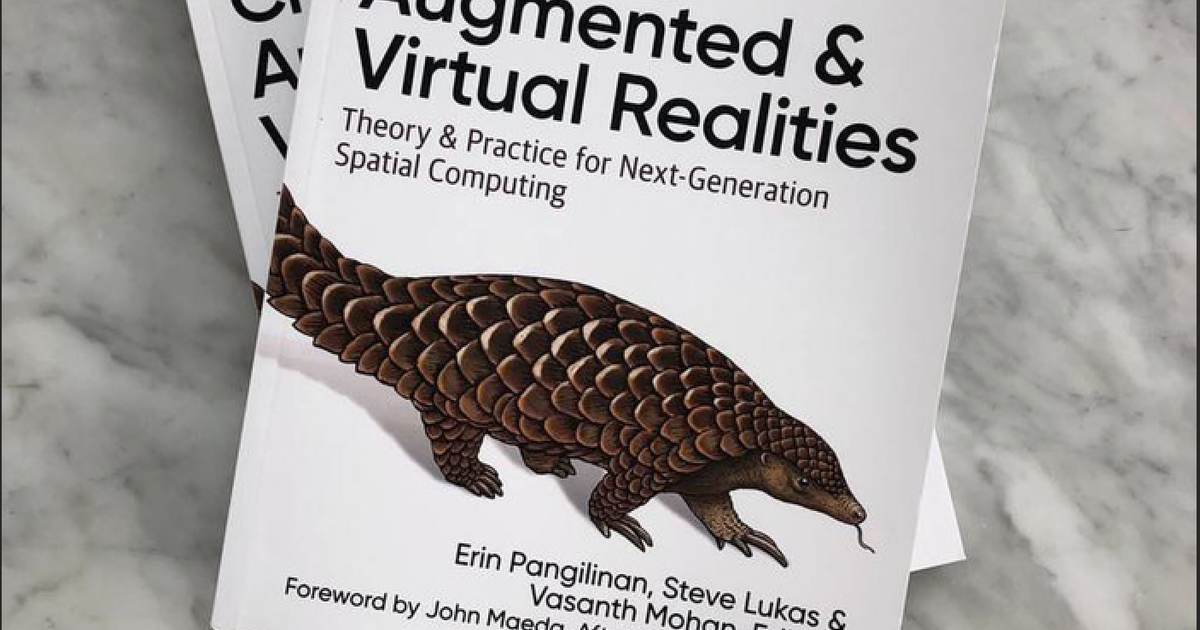 Augmented &
Virtual Realities
Theory & Practice for Next-Generation
Spatial Computing
Erin Pangilinan, Steve Lukas &
Vasanth Mohan,
Foreword by John Maeda,